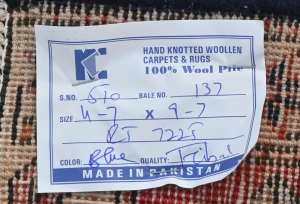 KC
HAND KNOTTED WOOLLEN
CARPETS & RUGS
100% Wool Pile
S.NO. 610 BALE NO. 137
SIZE 4-7 X 9-7
RJ 7225
COLOR: Blue QUALITY: Tribal
MADE IN PAKISTAN